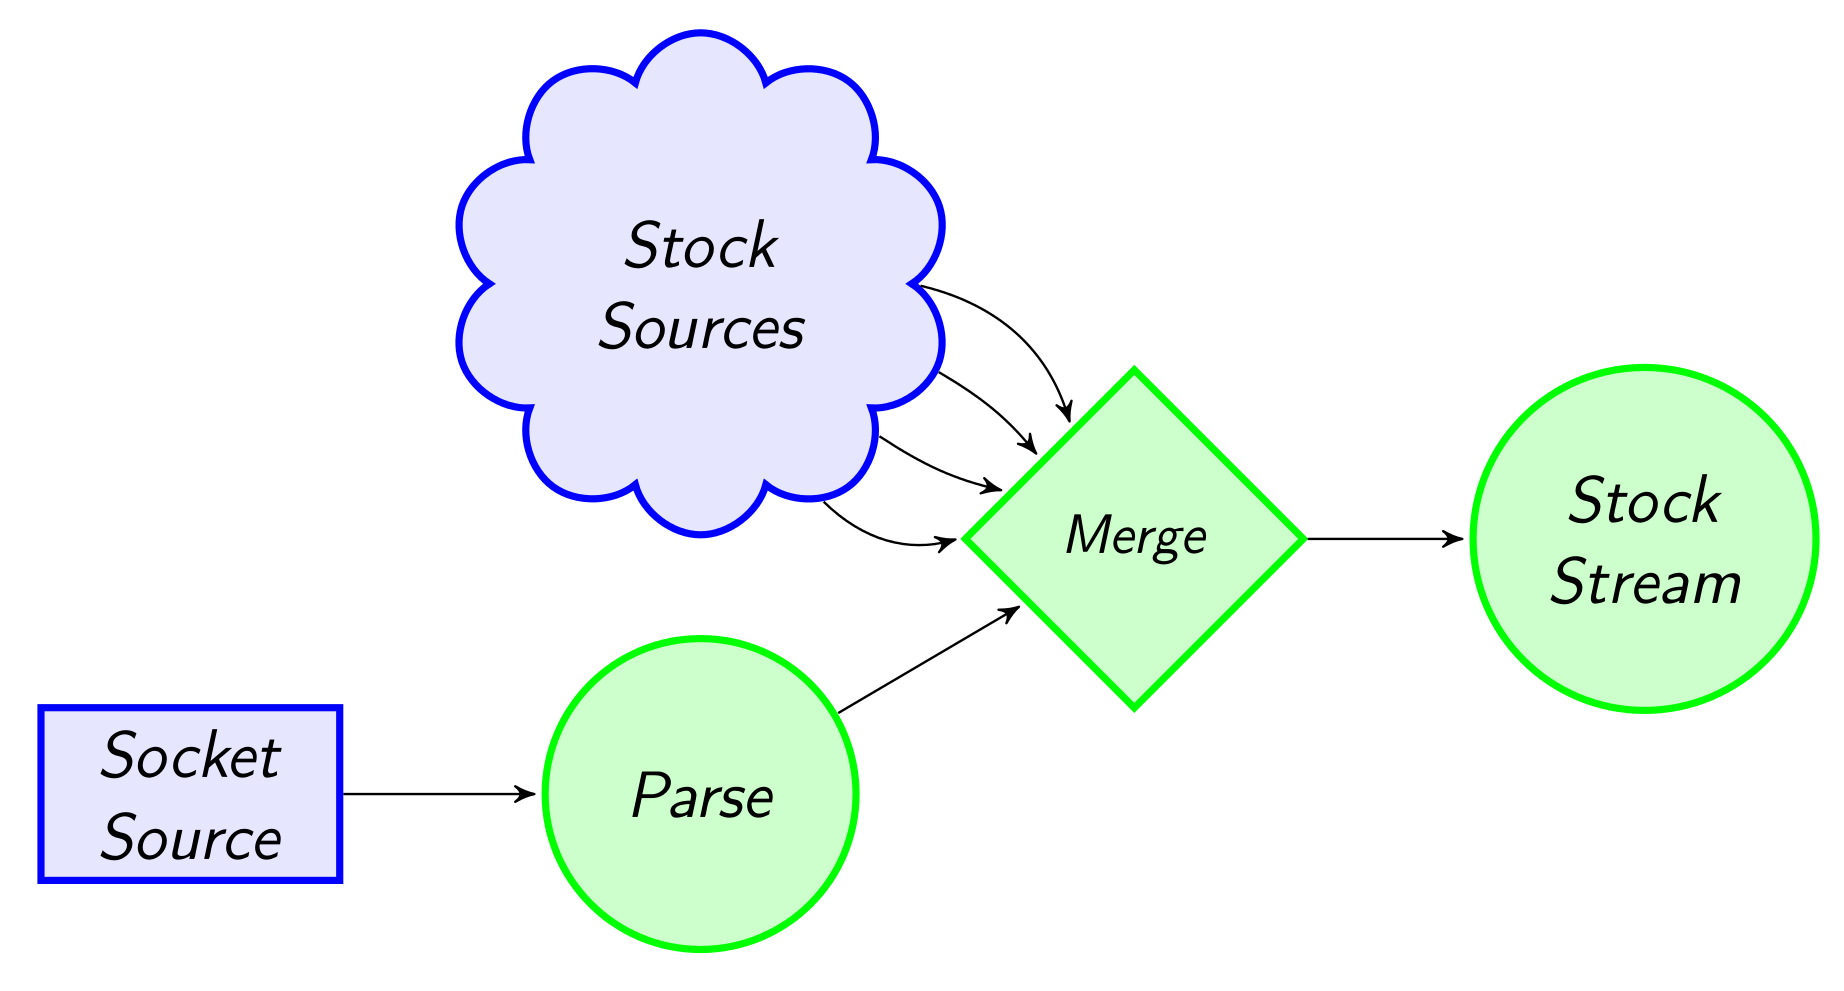 Stock
Sources
Merge
Stock
Stream
Socket
Source
Parse